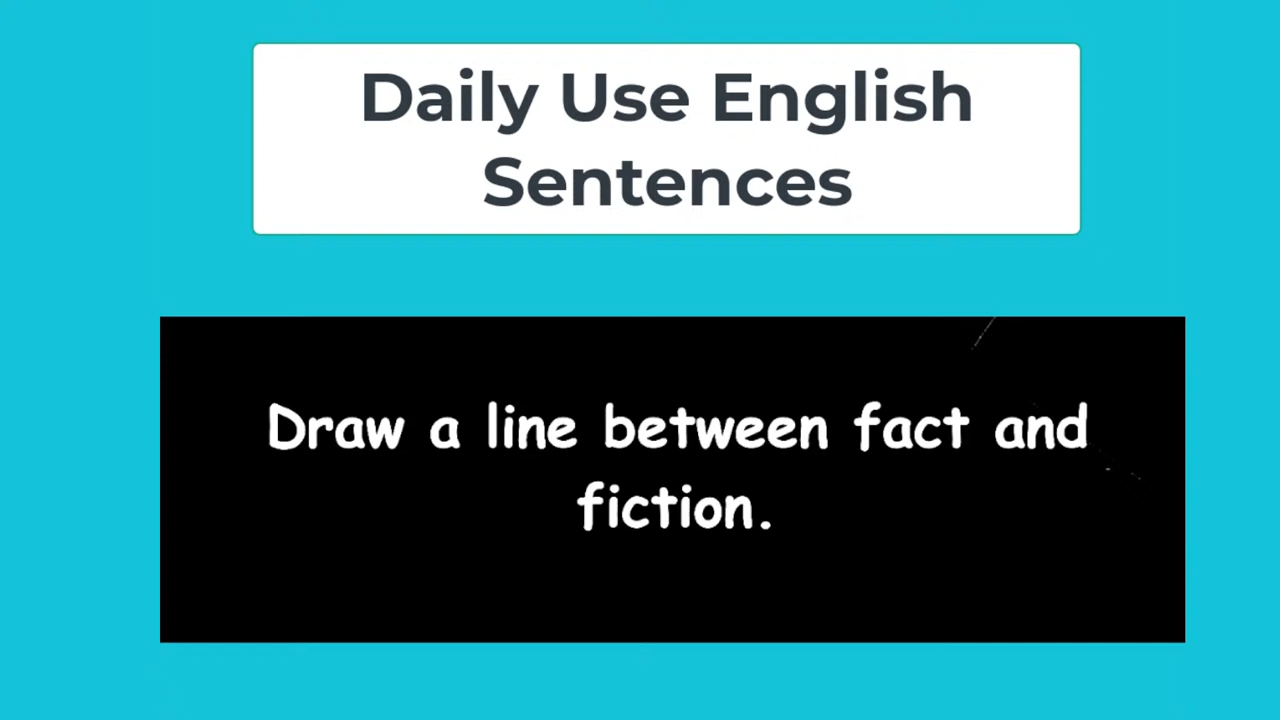 Daily Use English
Sentences
Draw a line between fact and
fiction.